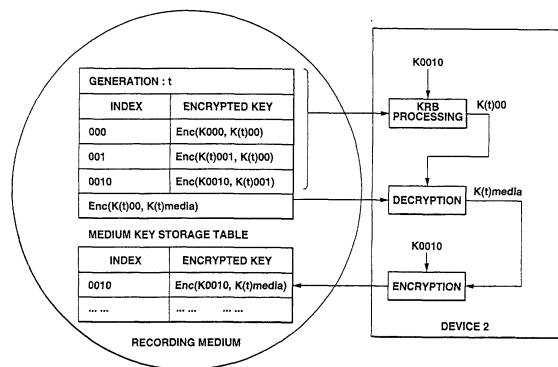 GENERATION : t
INDEX ENCRYPTED KEY
000 Enc(K000, K(t)00)
001 Enc(K(t)001, K(t)00)
0010 Enc(K0010, K(t)001)
Enc(K(t)00, K(t)media)
MEDIUM KEY STORAGE TABLE
INDEX ENCRYPTED KEY
0010 Enc(K0010, K(t)media)
... ... ... ... ... ...
RECORDING MEDIUM
K0010
KRB
PROCESSING
K(t)00
DECRYPTION
K(t)media
K0010
ENCRYPTION
DEVICE 2